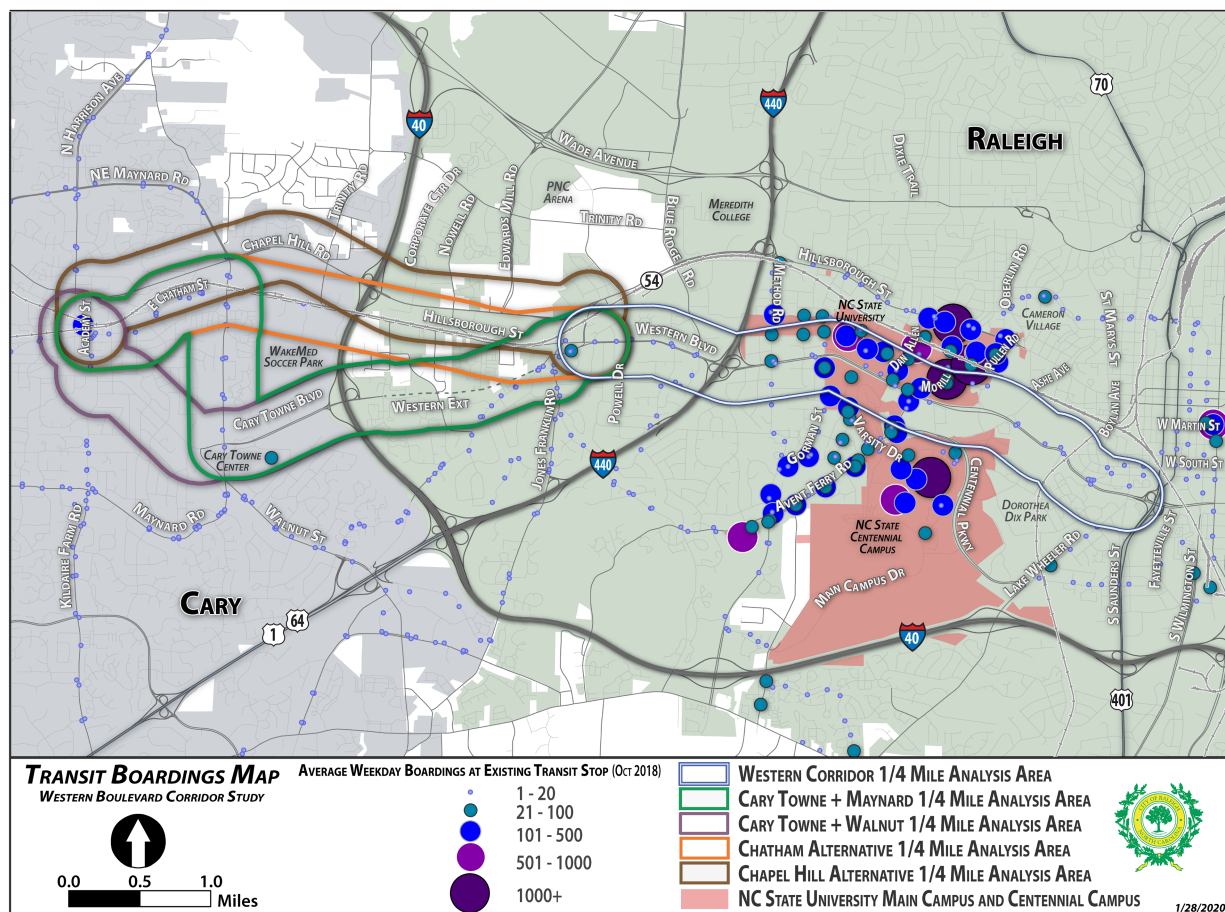 N Harrison Ave
40
440
70
Raleigh
Wade Avenue
Dixie Trail
NE Maynard Rd
Trinity Rd
Corporate Ctr Dr
Nowell Rd
Edwards Mill Rd
PNC
Arena
Trinity Rd
Blue Ridge Rd
Meredith
College
Chapel Hill Rd
54
Method Rd
Hillsborough St
Oberlin Rd
E Chatham St
Academy St
Hillsborough St
Western Blvd
NC State
University
Dan Allen
Pullen Rd
Cameron
Village
St Marys St
WakeMed
Soccer Park
Morill
Ashe Ave
Boylan Ave
Cary Towne Blvd
Western Ext
Jones Franklin Rd
Powell Dr
Gorman St
Varsity Dr
W Martin St
W South St
Cary Towne
Center
440
Avent Ferry Rd
Centennial Pkwy
Dorothea
Dix Park
Kildaire Farm Rd
Maynard Rd
Walnut St
NC State
Centennial
Campus
Lake Wheeler Rd
S Saunders St
Fayetteville St
S Wilmington St
Main Campus Dr
Cary
1
64
40
401
Transit Boardings Map
Western Boulevard Corridor Study
0.0
0.5
1.0
Miles
Average Weekday Boardings at Existing Transit Stop (Oct 2018)
1 - 20
21 - 100
101 - 500
501 - 1000
1000+
Western Corridor 1/4 Mile Analysis Area
Cary Towne + Maynard 1/4 Mile Analysis Area
Cary Towne + Walnut 1/4 Mile Analysis Area
Chatham Alternative 1/4 Mile Analysis Area
Chapel Hill Alternative 1/4 Mile Analysis Area
NC State University Main Campus and Centennial Campus
City of Raleigh
North Carolina
1/28/2020